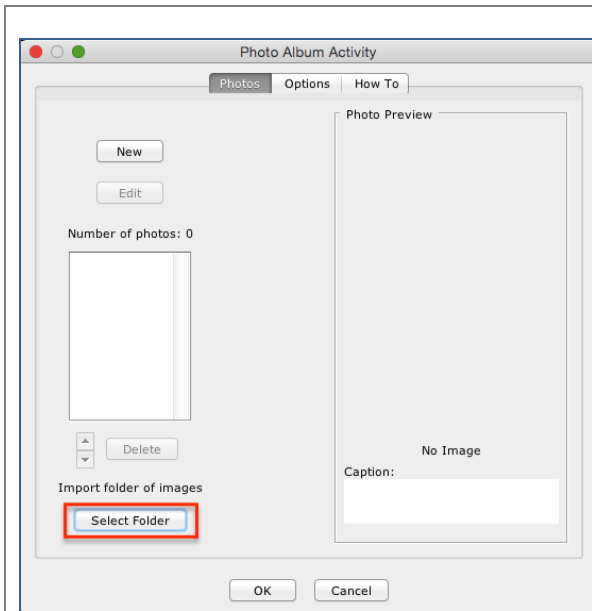 Photo Album Activity
Photos Options How To
New
Edit
Number of photos: 0
Delete
Import folder of images
Select Folder
Photo Preview
No Image
Caption:
OK Cancel